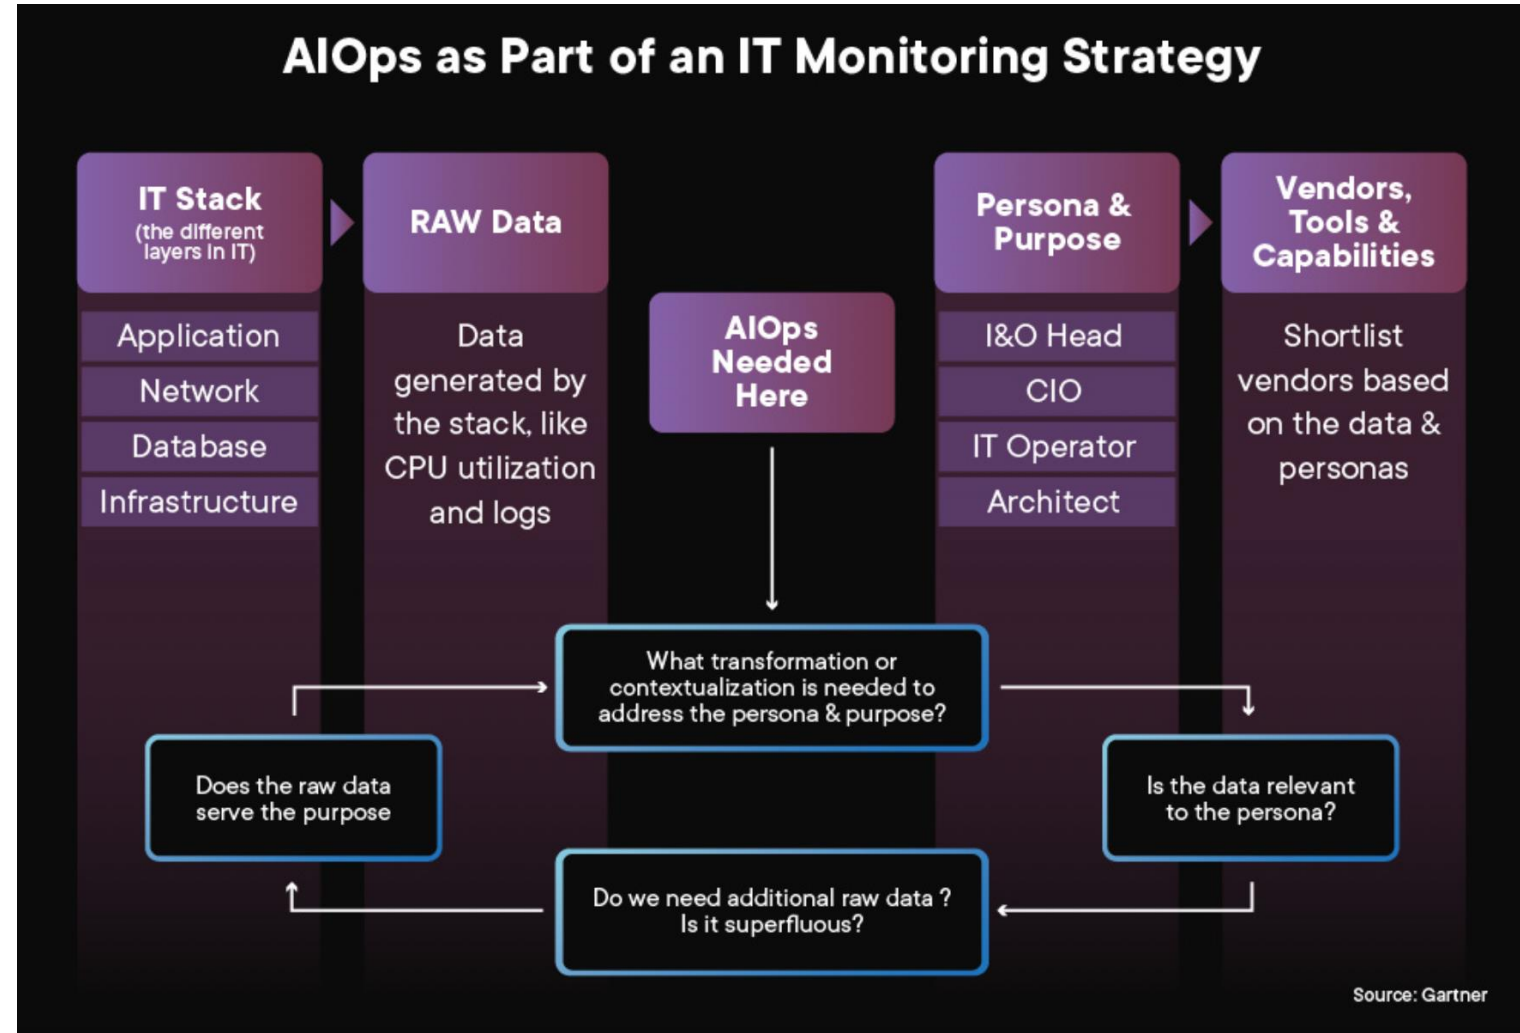 AIOps as Part of an IT Monitoring Strategy
IT Stack
(the different
layers in IT)
Application
Network
Database
Infrastructure
RAW Data
Data
generated by
the stack, like
CPU utilization
and logs
AIOps
Needed
Here
Persona &
Purpose
I&O Head
CIO
IT Operator
Architect
Vendors,
Tools &
Capabilities
Shortlist
vendors based
on the data &
personas
What transformation or
contextualization is needed to
address the persona & purpose?
Is the data relevant
to the persona?
Do we need additional raw data ?
Is it superfluous?
Does the raw data
serve the purpose
Source: Gartner